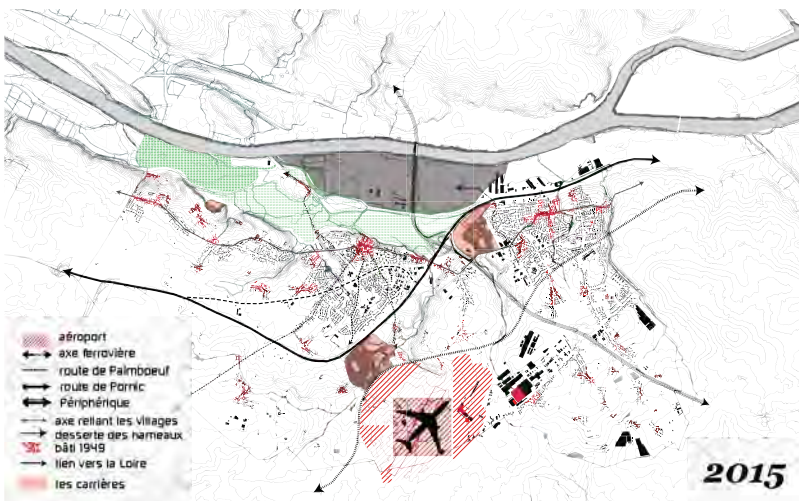 aéroport
axe ferrovière
route de Paimboeuf
route de Pornic
Périphérique
axe reliant les villages
desserte des hameaux
bâti 1949
lien vers la Loire
les carrières
2015